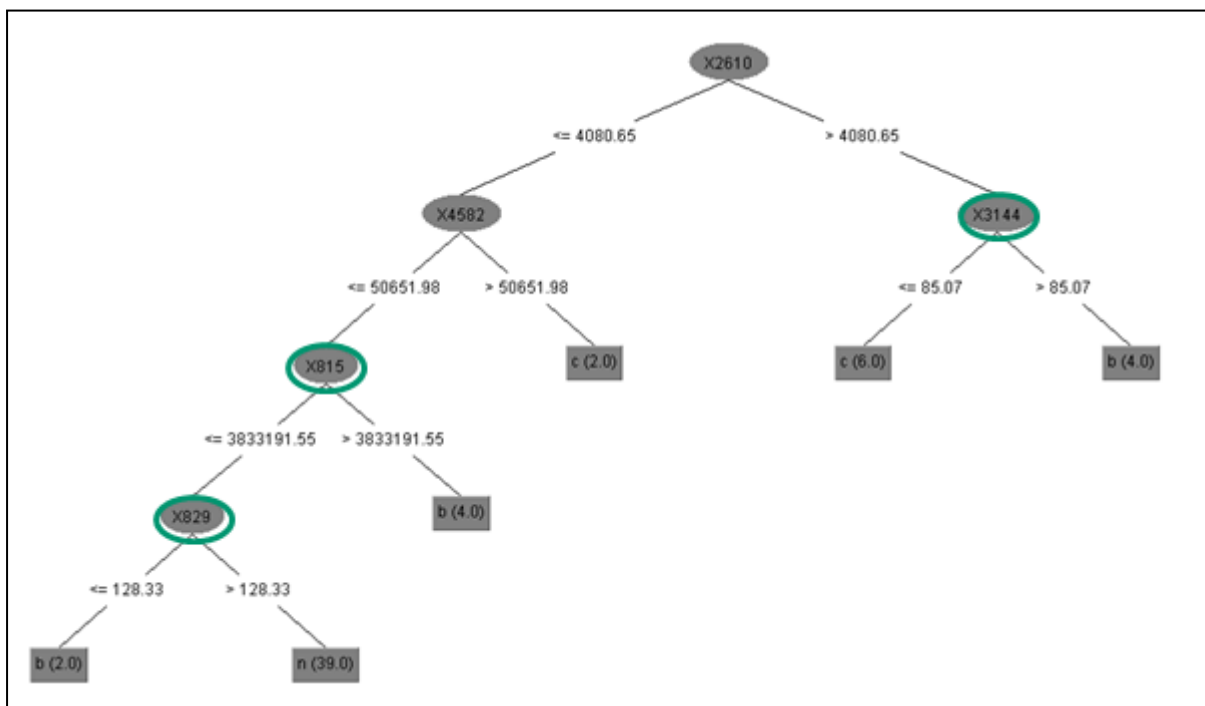 X2610
<= 4080.65
> 4080.65
X4582
X3144
<= 50651.98
> 50651.98
<= 85.07
> 85.07
X815
c (2.0)
c (6.0)
b (4.0)
<= 3833191.55
> 3833191.55
X829
b (4.0)
<= 128.33
> 128.33
b (2.0)
n (39.0)